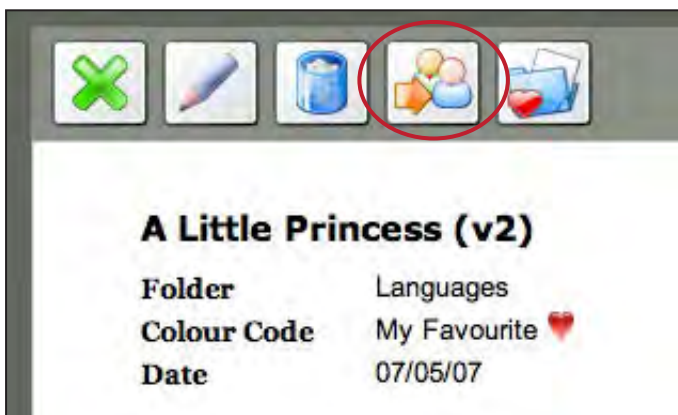 A Little Princess (v2)
Folder Languages
Colour Code My Favourite
Date 07/05/07